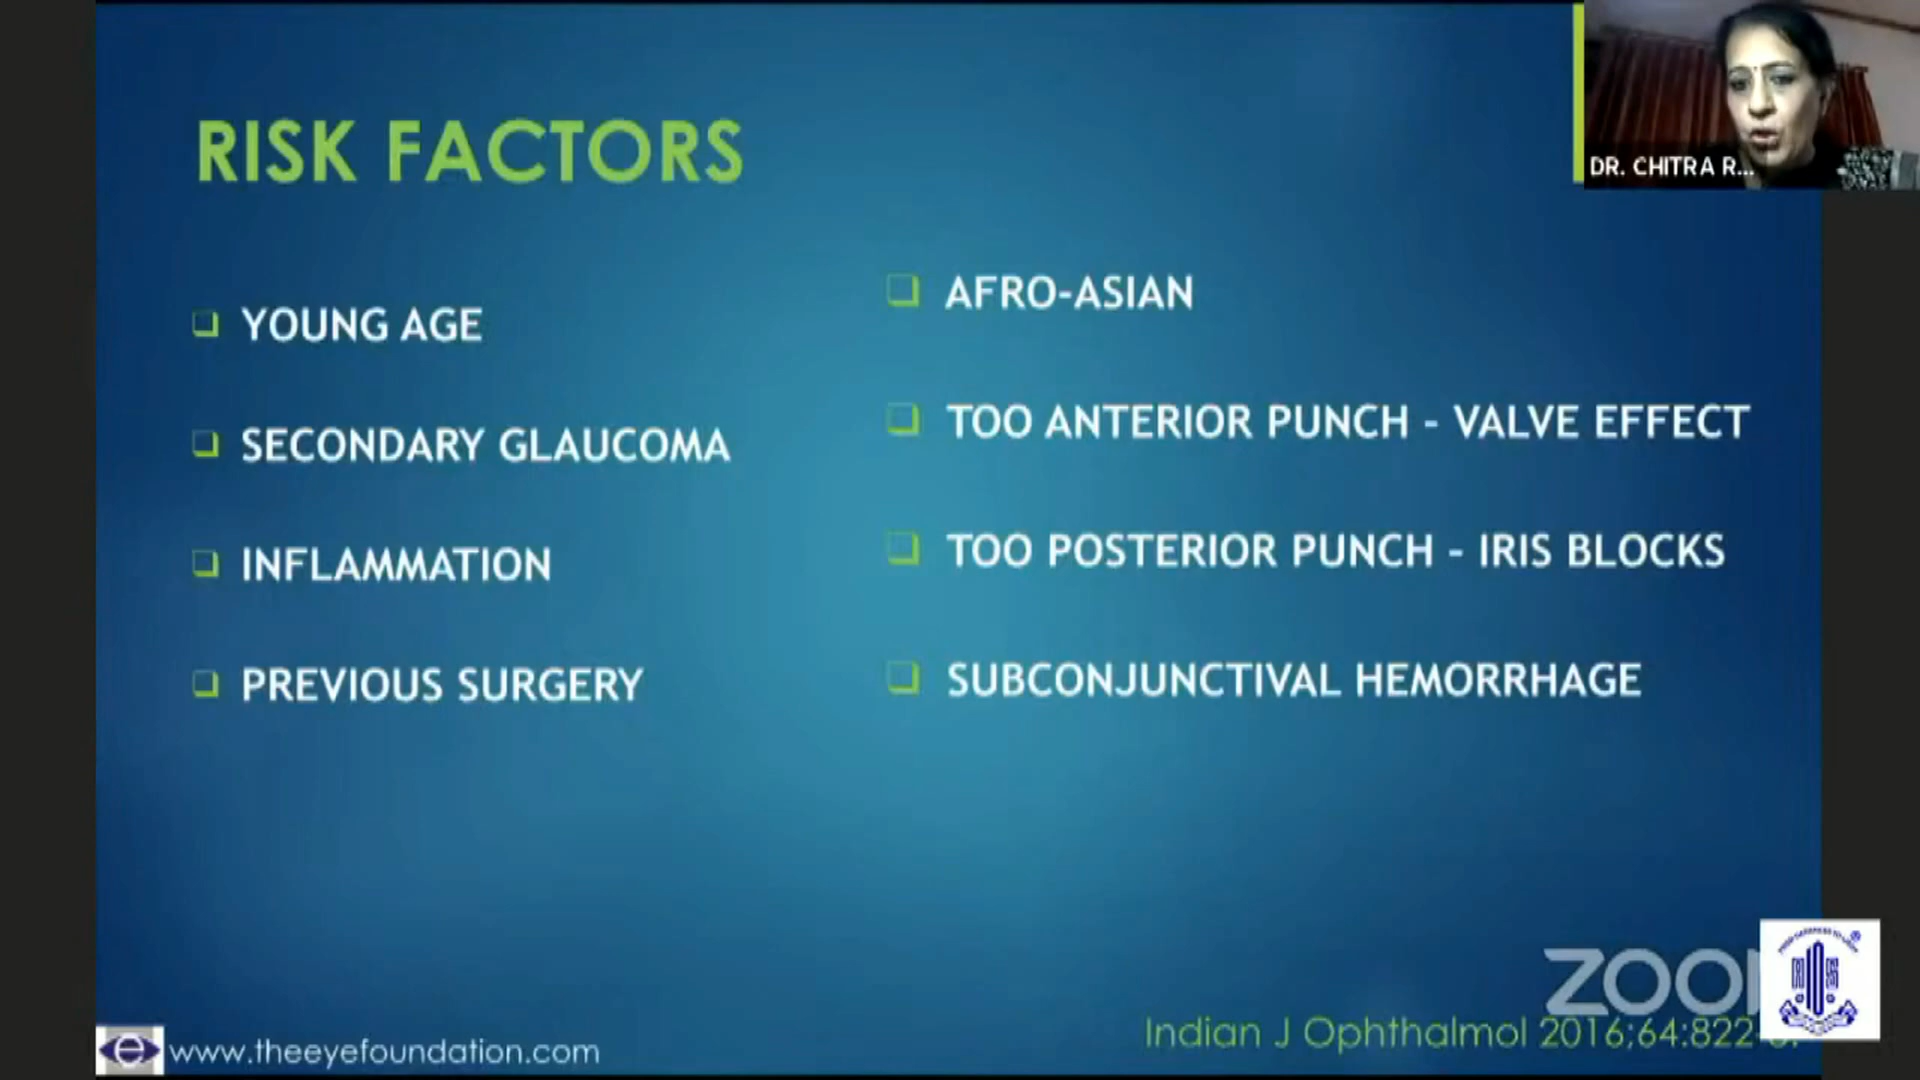 RISK FACTORS
YOUNG AGE
SECONDARY GLAUCOMA
INFLAMMATION
PREVIOUS SURGERY
AFRO-ASIAN
TOO ANTERIOR PUNCH - VALVE EFFECT
TOO POSTERIOR PUNCH - IRIS BLOCKS
SUBCONJUNCTIVAL HEMORRHAGE
DR. CHITRA R...
Indian J Ophthalmol 2016;64:822-
www.theeyefoundation.com